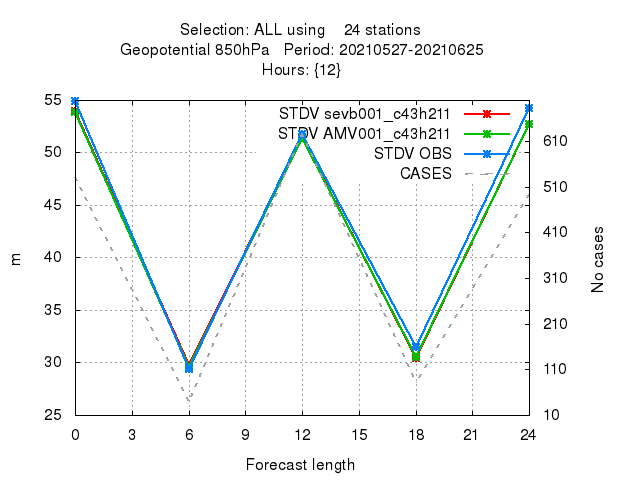 Selection: ALL using 24 stations
Geopotential 850hPa Period: 20210527-20210625
Hours: {12}
STDV sevb001_c43h211
STDV AMV001_c43h211
STDV OBS
CASES
55
50
45
40
35
30
25
610
510
410
310
210
110
10
m
No cases
0 3 6 9 12 15 18 21 24
Forecast length